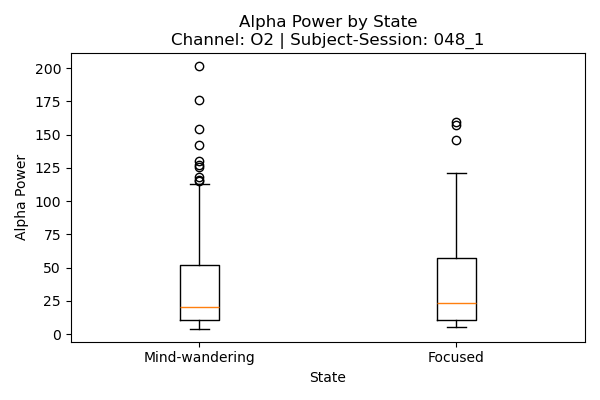 Alpha Power by State
Channel: O2 | Subject-Session: 048_1
200
175
150
125
100
75
50
25
0
Alpha Power
Mind-wandering
Focused
State